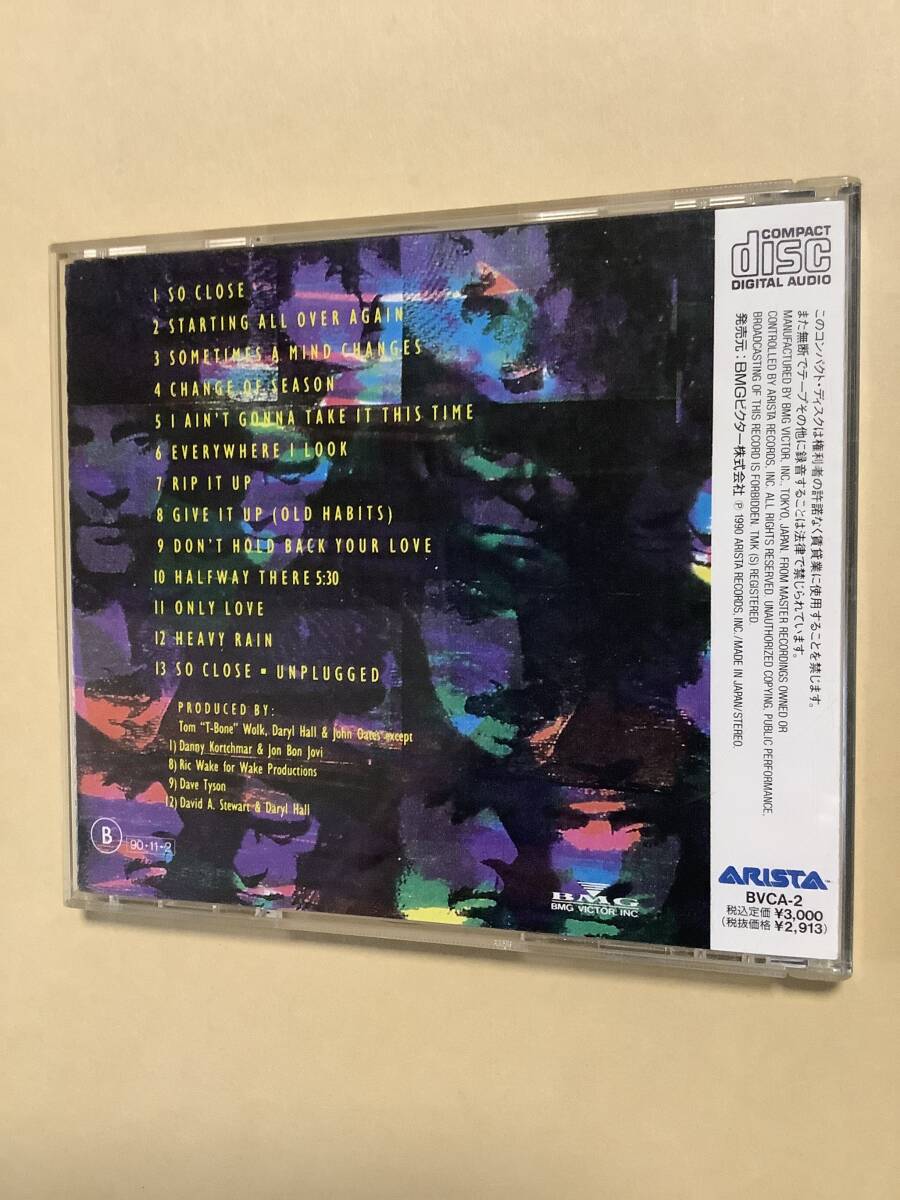 1 SO CLOSE
2 STARTING ALL OVER AGAIN
3 SOMETIMES A MIND CHANGES
4 CHANGE OF SEASON
5 I AIN'T GONNA TAKE IT THIS TIME
6 EVERYWHERE I LOOK
7 RIP IT UP
8 GIVE IT UP (OLD HABITS)
9 DON'T HOLD BACK YOUR LOVE
10 HALFWAY THERE 5:30
11 ONLY LOVE
12 HEAVY RAIN
13 SO CLOSE = UNPLUGGED
PRODUCED BY:
Tom "T-Bone" Wolk, Daryl Hall & John Oates except
1) Danny Kortchmar & Jon Bon Jovi
8) Ric Wake for Wake Productions
9) Dave Tyson
12) David A. Stewart & Daryl Hall
B 90・11・2
BMG
BMG VICTOR INC.
COMPACT
disc
DIGITAL AUDIO
このコンパクト・ディスクは権利者の許諾なく賃貸業に使用することを禁じます。
また無断でテープその他に録音することは法律で禁じられています。
MANUFACTURED BY BMG VICTOR, INC., TOKYO, JAPAN. FROM MASTER RECORDINGS OWNED OR
CONTROLLED BY ARISTA RECORDS, INC. ALL RIGHTS RESERVED. UNAUTHORIZED COPYING, PUBLIC PERFORMANCE,
BROADCASTING OF THIS RECORD IS FORBIDDEN. TMK (S) REGISTERED.
発売元:BMGビクター株式会社 ℗ 1990 ARISTA RECORDS, INC./MADE IN JAPAN/STEREO.
ARISTA™
BVCA-2
税込定価 ¥3,000
(税抜価格 ¥2,913)